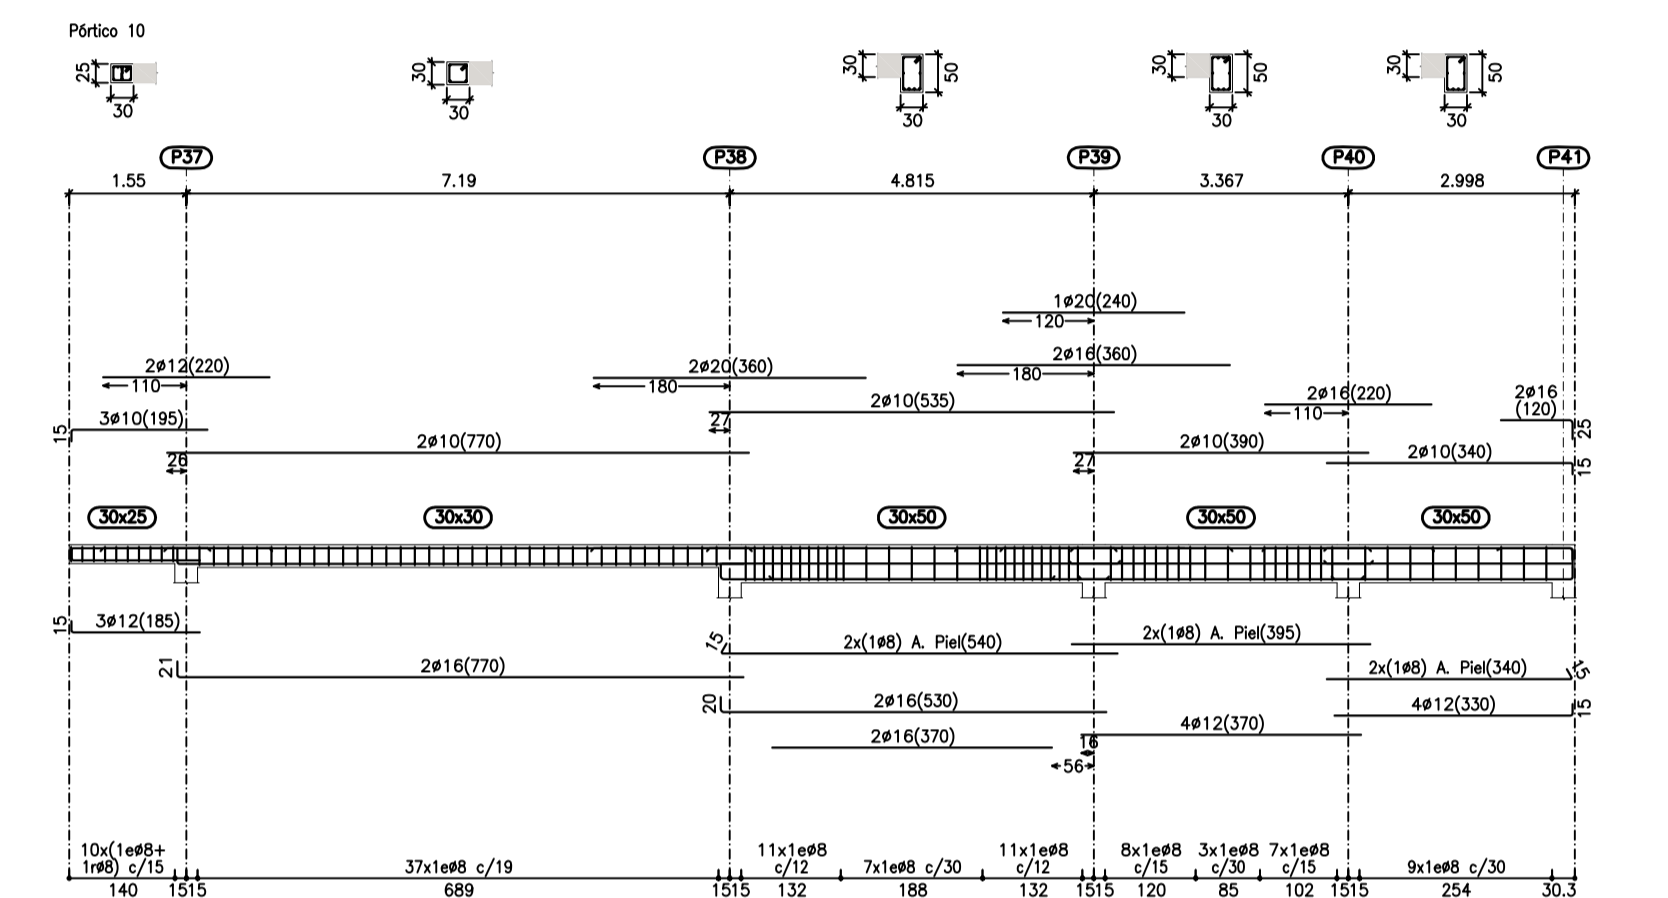 Pórtico 10
25
30
30
30
30
50
30
30
50
30
30
50
30
P37
P38
P39
P40
P41
1.55
7.19
4.815
3.367
2.998
1ø20(240)
120
2ø16(360)
180
2ø12(220)
110
2ø20(360)
180
2ø10(535)
27
2ø16(220)
110
2ø16
(120)
25
3ø10(195)
15
2ø10(770)
26
2ø10(390)
27
2ø10(340)
15
30x25
30x30
30x50
30x50
30x50
15
3ø12(185)
21
2ø16(770)
15
2x(1ø8) A. Piel(540)
2x(1ø8) A. Piel(395)
2x(1ø8) A. Piel(340)
15
20
2ø16(530)
4ø12(330)
15
2ø16(370)
4ø12(370)
16
56
10x(1eø8+
1rø8) c/15
37x1eø8 c/19
11x1eø8
c/12
7x1eø8 c/30
11x1eø8
c/12
8x1eø8
c/15
3x1eø8
c/30
7x1eø8
c/15
9x1eø8 c/30
140
1515
689
1515
132
188
132
1515
120
85
102
1515
254
30.3